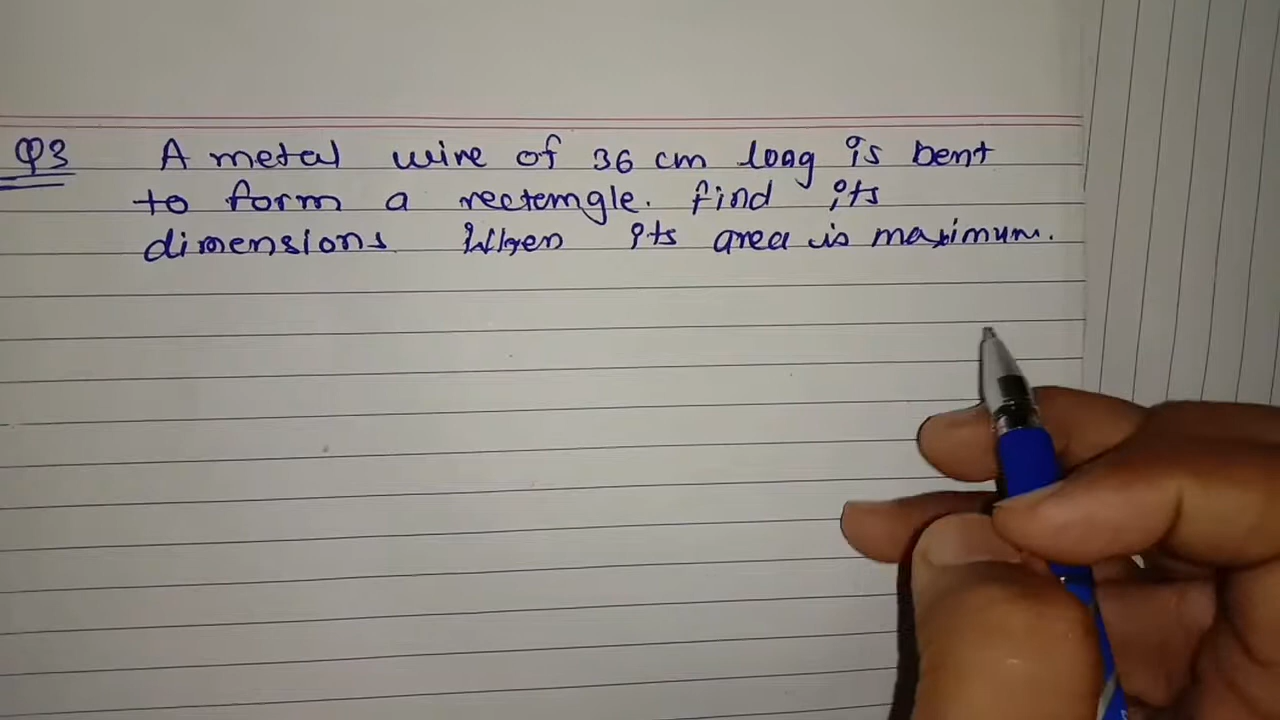 Q3 A metal wire of 36 cm long is bent
to form a rectemgle. find its
dimensions When its area is maximum.